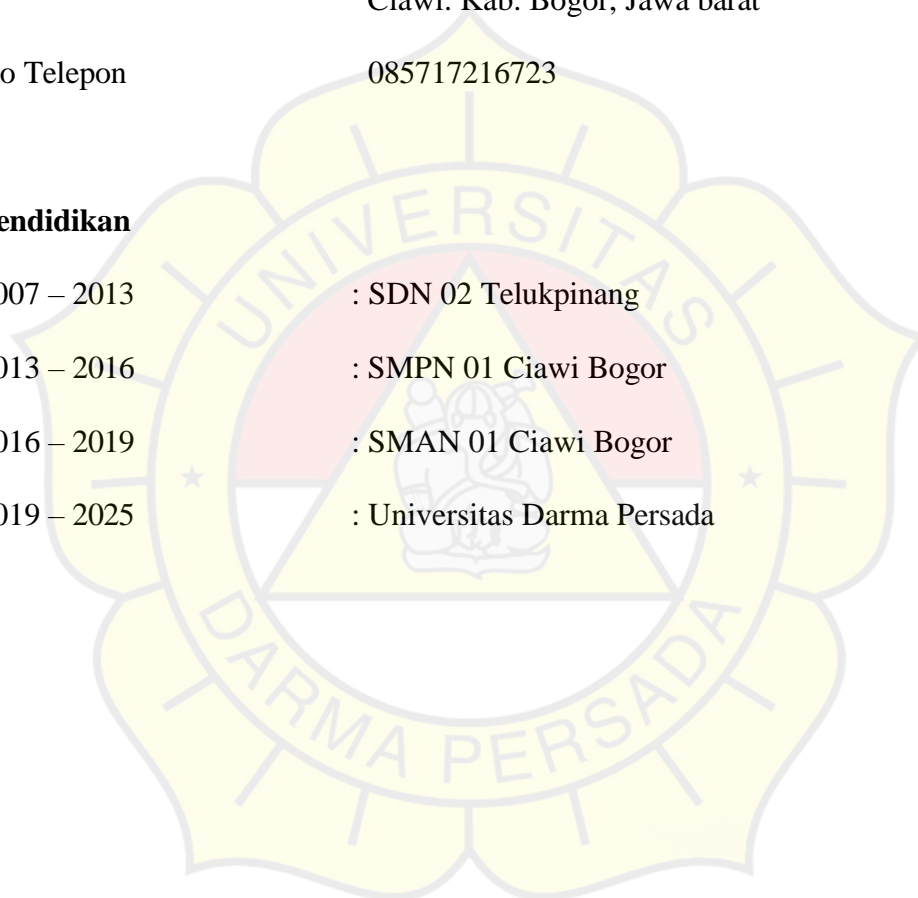 Ciawi. Kab. Bogor, Jawa barat
o Telepon 085717216723
endidikan
007 – 2013 : SDN 02 Telukpinang
013 – 2016 : SMPN 01 Ciawi Bogor
016 – 2019 : SMAN 01 Ciawi Bogor
019 – 2025 : Universitas Darma Persada
UNIVERSITAS
DARMA PERSADA